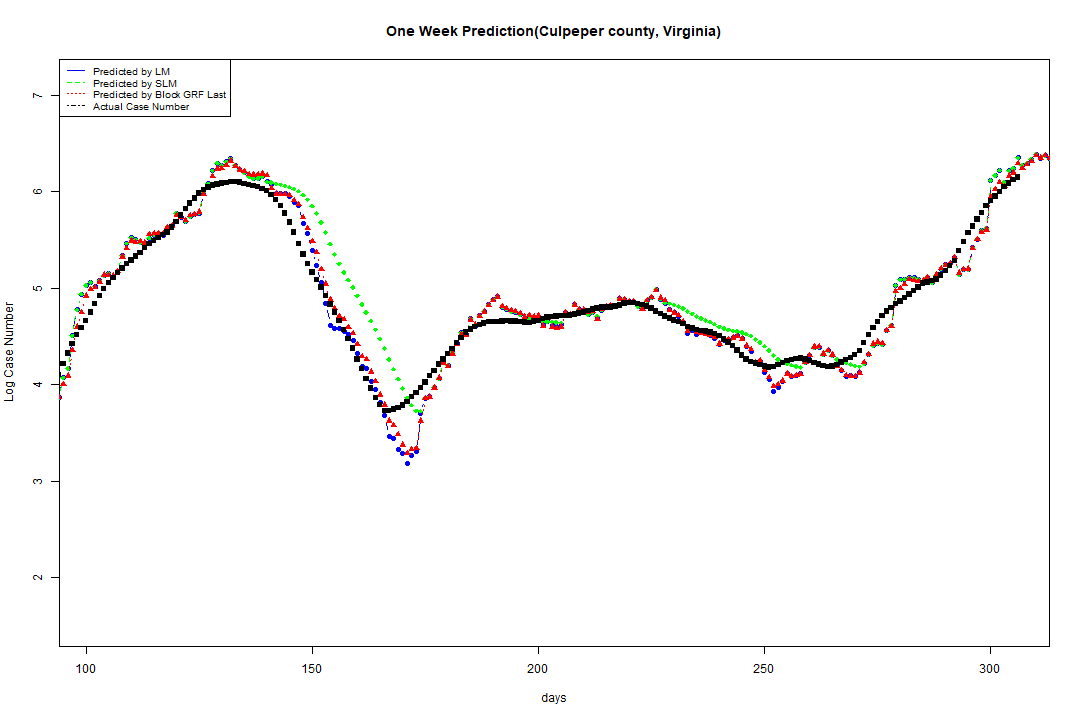 One Week Prediction(Culpeper county, Virginia)
Predicted by LM
Predicted by SLM
Predicted by Block GRF Last
Actual Case Number
7
6
5
4
3
2
Log Case Number
100 150 200 250 300
days